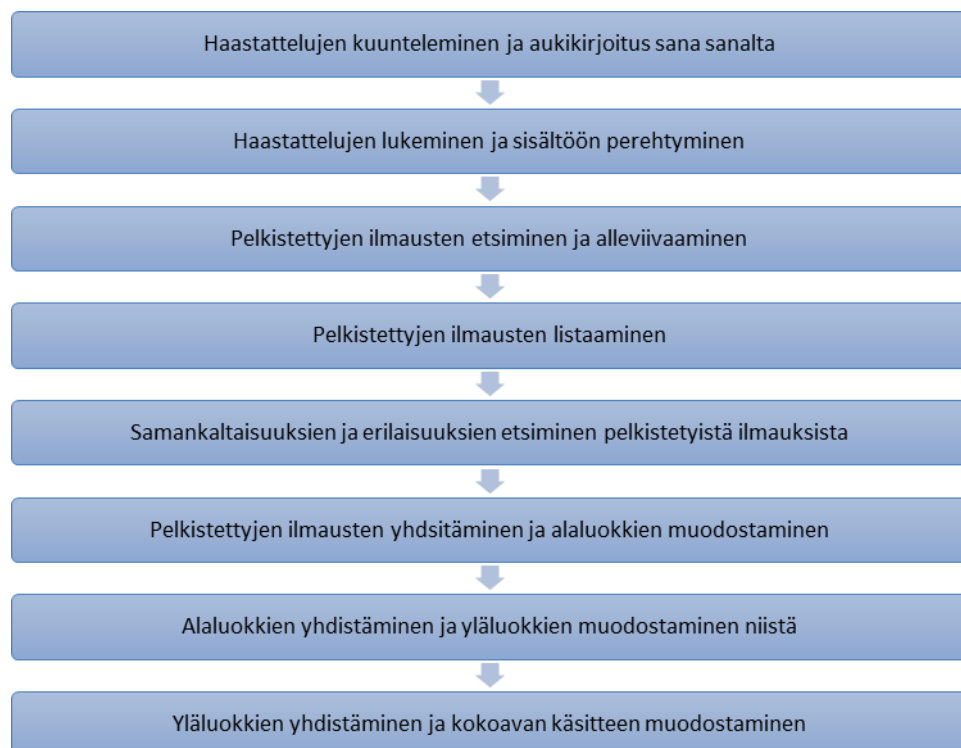 Haastattelujen kuunteleminen ja aukikirjoitus sana sanalta
Haastattelujen lukeminen ja sisältöön perehtyminen
Pelkistettyjen ilmausten etsiminen ja alleviivaaminen
Pelkistettyjen ilmausten listaaminen
Samankaltaisuuksien ja erilaisuuksien etsiminen pelkistetyistä ilmauksista
Pelkistettyjen ilmausten yhdsitäminen ja alaluokkien muodostaminen
Alaluokkien yhdistäminen ja yläluokkien muodostaminen niistä
Yläluokkien yhdistäminen ja kokoavan käsitteen muodostaminen